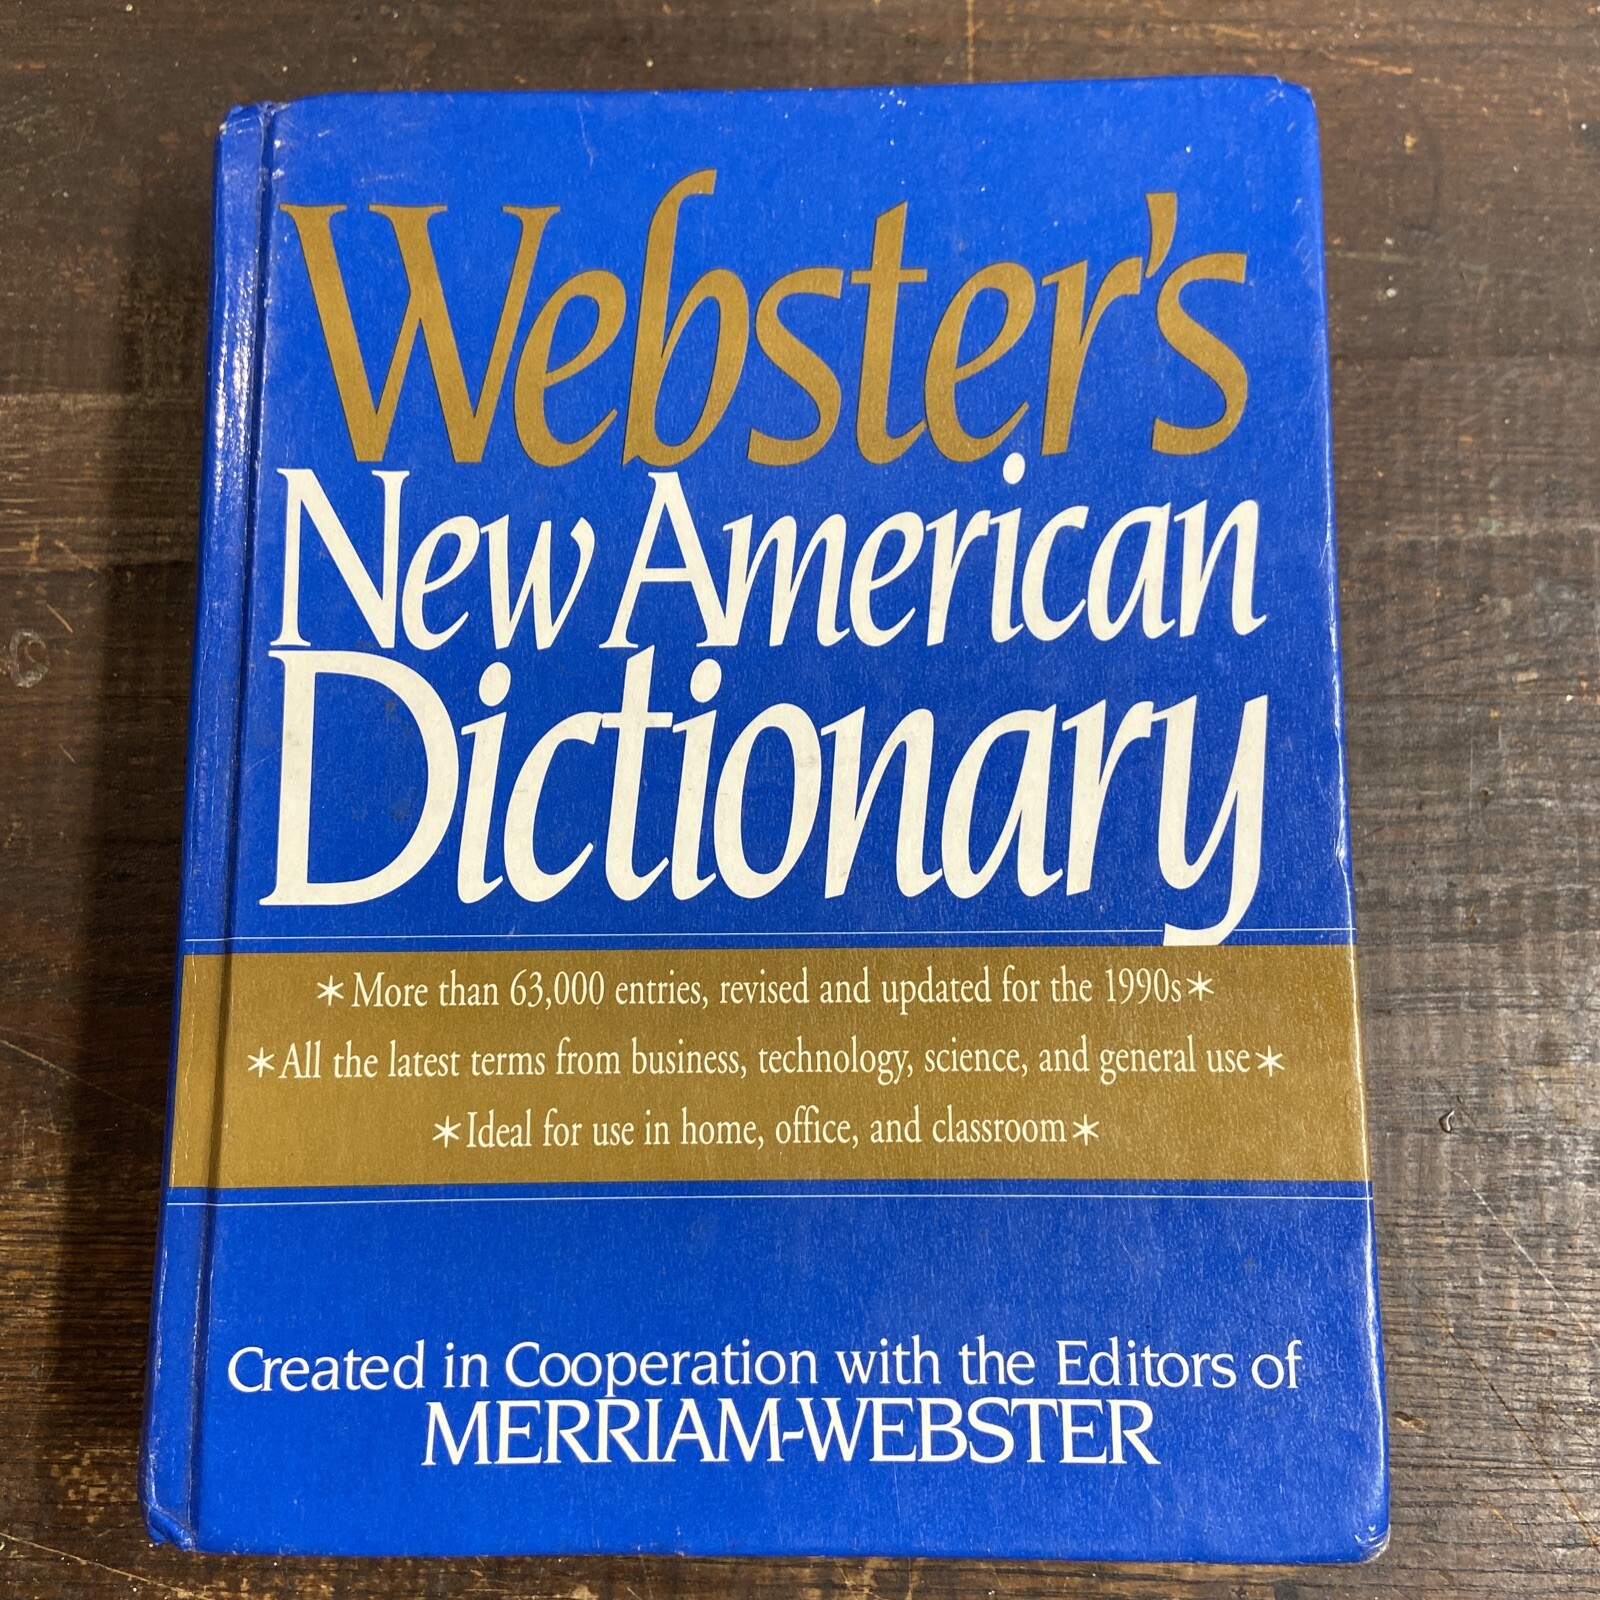 Webster's
New American
Dictionary
*More than 63,000 entries, revised and updated for the 1990s*
*All the latest terms from business, technology, science, and general use*
*Ideal for use in home, office, and classroom*
Created in Cooperation with the Editors of
MERRIAM-WEBSTER